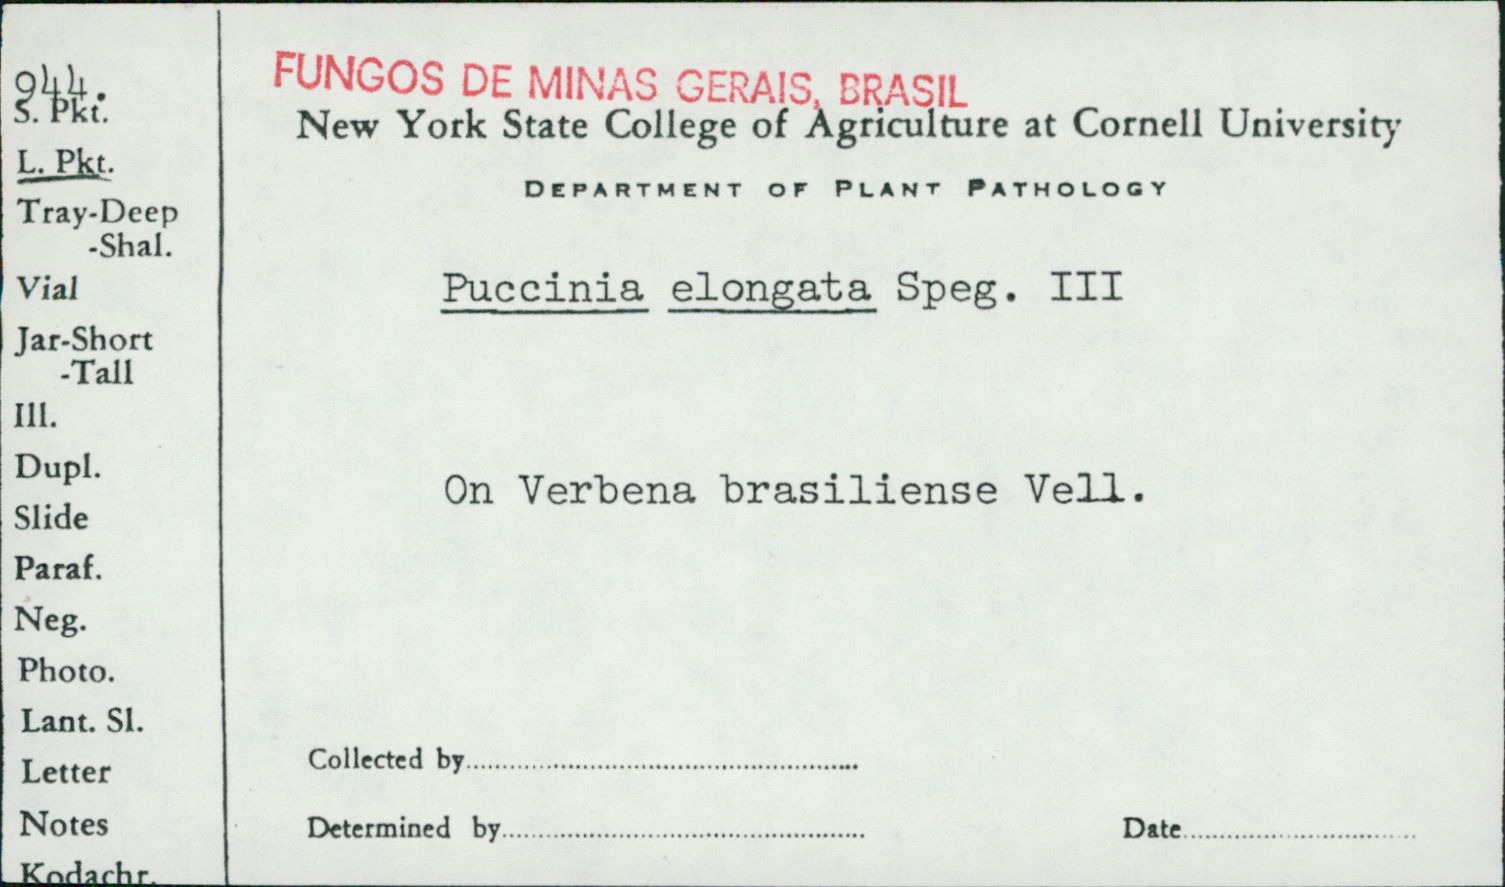 944.
S. Pkt.
L. Pkt.
Tray-Deep
-Shal.
Vial
Jar-Short
-Tall
Ill.
Dupl.
Slide
Paraf.
Neg.
Photo.
Lant. Sl.
Letter
Notes
Kodachr.
FUNGOS DE MINAS GERAIS, BRASIL
New York State College of Agriculture at Cornell University
DEPARTMENT OF PLANT PATHOLOGY
Puccinia elongata Speg. III
On Verbena brasiliense Vell.
Collected by
Determined by
Date